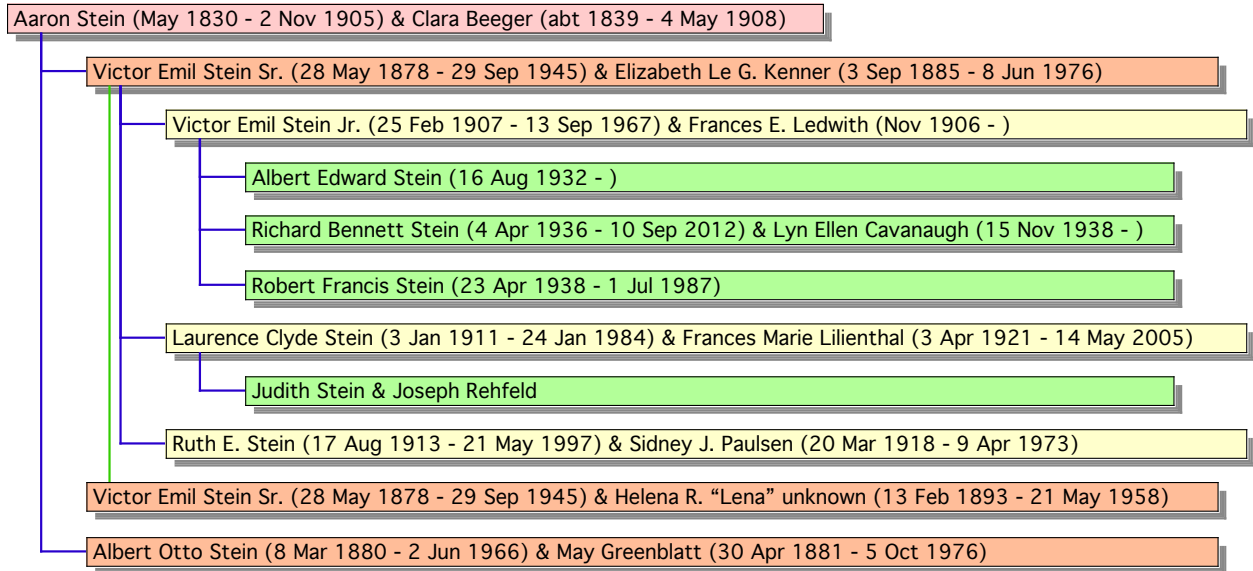 Aaron Stein (May 1830 - 2 Nov 1905) & Clara Beeger (abt 1839 - 4 May 1908)
Victor Emil Stein Sr. (28 May 1878 - 29 Sep 1945) & Elizabeth Le G. Kenner (3 Sep 1885 - 8 Jun 1976)
Victor Emil Stein Jr. (25 Feb 1907 - 13 Sep 1967) & Frances E. Ledwith (Nov 1906 - )
Albert Edward Stein (16 Aug 1932 - )
Richard Bennett Stein (4 Apr 1936 - 10 Sep 2012) & Lyn Ellen Cavanaugh (15 Nov 1938 - )
Robert Francis Stein (23 Apr 1938 - 1 Jul 1987)
Laurence Clyde Stein (3 Jan 1911 - 24 Jan 1984) & Frances Marie Lilienthal (3 Apr 1921 - 14 May 2005)
Judith Stein & Joseph Rehfeld
Ruth E. Stein (17 Aug 1913 - 21 May 1997) & Sidney J. Paulsen (20 Mar 1918 - 9 Apr 1973)
Victor Emil Stein Sr. (28 May 1878 - 29 Sep 1945) & Helena R. “Lena” unknown (13 Feb 1893 - 21 May 1958)
Albert Otto Stein (8 Mar 1880 - 2 Jun 1966) & May Greenblatt (30 Apr 1881 - 5 Oct 1976)